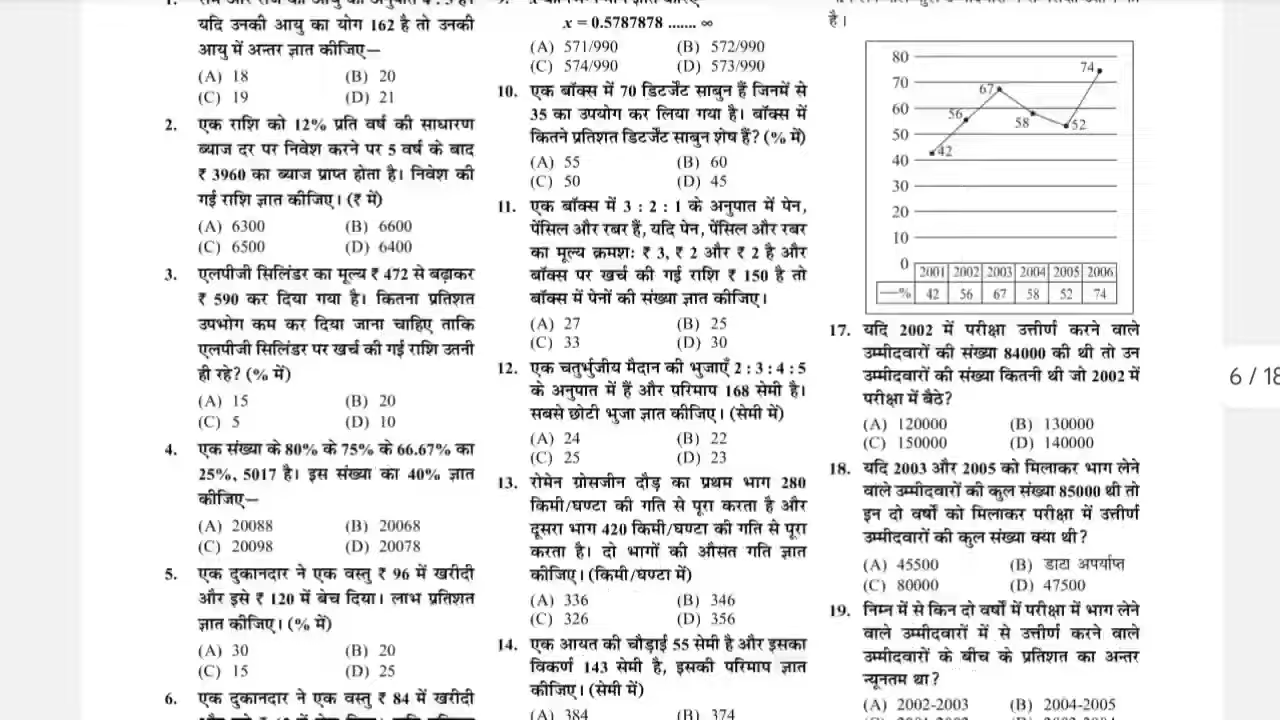 1. राम और राज की आयु का अनुपात 4 : 5 है।
यदि उनकी आयु का योग 162 है तो उनकी
आयु में अन्तर ज्ञात कीजिए—
(A) 18 (B) 20
(C) 19 (D) 21
2. एक राशि को 12% प्रति वर्ष की साधारण
ब्याज दर पर निवेश करने पर 5 वर्ष के बाद
₹ 3960 का ब्याज प्राप्त होता है। निवेश की
गई राशि ज्ञात कीजिए। (₹ में)
(A) 6300 (B) 6600
(C) 6500 (D) 6400
3. एलपीजी सिलिंडर का मूल्य ₹ 472 से बढ़ाकर
₹ 590 कर दिया गया है। कितना प्रतिशत
उपभोग कम कर दिया जाना चाहिए ताकि
एलपीजी सिलिंडर पर खर्च की गई राशि उतनी
ही रहे? (% में)
(A) 15 (B) 20
(C) 5 (D) 10
4. एक संख्या के 80% के 75% के 66.67% का
25%, 5017 है। इस संख्या का 40% ज्ञात
कीजिए—
(A) 20088 (B) 20068
(C) 20098 (D) 20078
5. एक दुकानदार ने एक वस्तु ₹ 96 में खरीदी
और इसे ₹ 120 में बेच दिया। लाभ प्रतिशत
ज्ञात कीजिए। (% में)
(A) 30 (B) 20
(C) 15 (D) 25
6. एक दुकानदार ने एक वस्तु ₹ 84 में खरीदी
x = 0.5787878 ....... ∞
(A) 571/990 (B) 572/990
(C) 574/990 (D) 573/990
10. एक बॉक्स में 70 डिटर्जेंट साबुन हैं जिनमें से
35 का उपयोग कर लिया गया है। बॉक्स में
कितने प्रतिशत डिटर्जेंट साबुन शेष हैं? (% में)
(A) 55 (B) 60
(C) 50 (D) 45
11. एक बॉक्स में 3 : 2 : 1 के अनुपात में पेन,
पेंसिल और रबर हैं, यदि पेन, पेंसिल और रबर
का मूल्य क्रमशः ₹ 3, ₹ 2 और ₹ 2 है और
बॉक्स पर खर्च की गई राशि ₹ 150 है तो
बॉक्स में पेनों की संख्या ज्ञात कीजिए।
(A) 27 (B) 25
(C) 33 (D) 30
12. एक चतुर्भुजीय मैदान की भुजाएँ 2 : 3 : 4 : 5
के अनुपात में हैं और परिमाप 168 सेमी है।
सबसे छोटी भुजा ज्ञात कीजिए। (सेमी में)
(A) 24 (B) 22
(C) 25 (D) 23
13. रोमेन ग्रोसजीन दौड़ का प्रथम भाग 280
किमी/घण्टा की गति से पूरा करता है और
दूसरा भाग 420 किमी/घण्टा की गति से पूरा
करता है। दो भागों की औसत गति ज्ञात
कीजिए। (किमी/घण्टा में)
(A) 336 (B) 346
(C) 326 (D) 356
14. एक आयत की चौड़ाई 55 सेमी है और इसका
विकर्ण 143 सेमी है, इसकी परिमाप ज्ञात
कीजिए। (सेमी में)
(A) 384 (B) 374
है।
80
70
60
50
40
30
20
10
0
42
56
67
58
52
74
2001 2002 2003 2004 2005 2006
—% 42 56 67 58 52 74
17. यदि 2002 में परीक्षा उत्तीर्ण करने वाले
उम्मीदवारों की संख्या 84000 की थी तो उन
उम्मीदवारों की संख्या कितनी थी जो 2002 में
परीक्षा में बैठे?
(A) 120000 (B) 130000
(C) 150000 (D) 140000
18. यदि 2003 और 2005 को मिलाकर भाग लेने
वाले उम्मीदवारों की कुल संख्या 85000 थी तो
इन दो वर्षों को मिलाकर परीक्षा में उत्तीर्ण
उम्मीदवारों की कुल संख्या क्या थी?
(A) 45500 (B) डाटा अपर्याप्त
(C) 80000 (D) 47500
19. निम्न में से किन दो वर्षों में परीक्षा में भाग लेने
वाले उम्मीदवारों में से उत्तीर्ण करने वाले
उम्मीदवारों के बीच के प्रतिशत का अन्तर
न्यूनतम था?
(A) 2002-2003 (B) 2004-2005
6 / 18